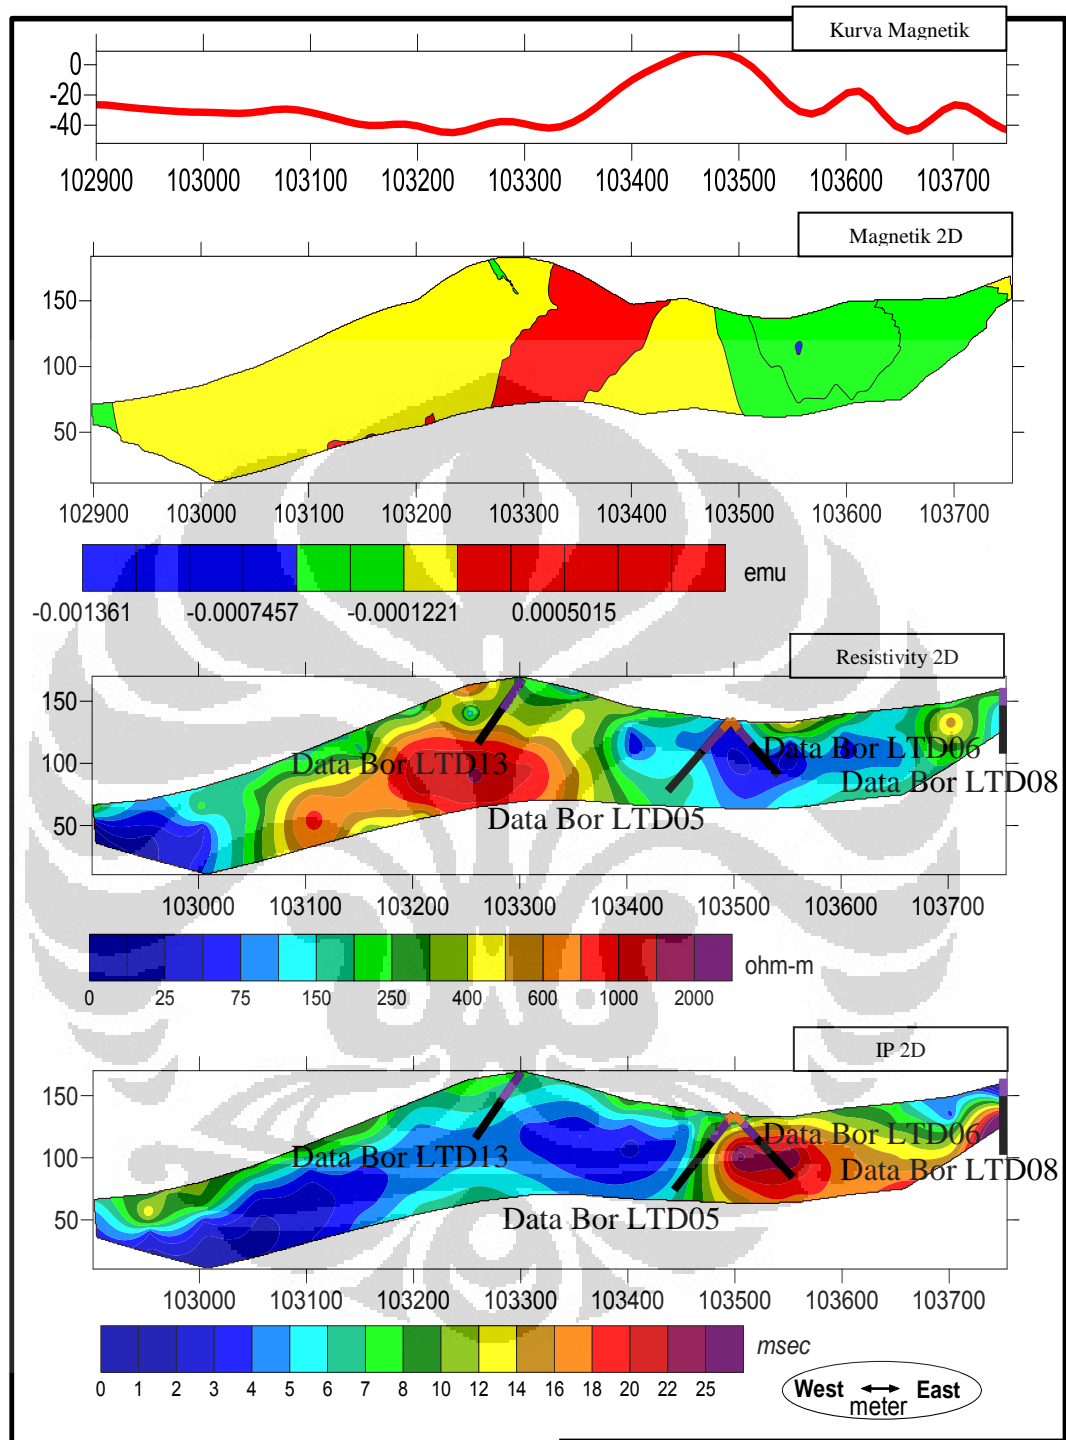 Kurva Magnetik
0
-20
-40
102900 103000 103100 103200 103300 103400 103500 103600 103700
Magnetik 2D
150
100
50
102900 103000 103100 103200 103300 103400 103500 103600 103700
emu
-0.001361 -0.0007457 -0.0001221 0.0005015
Resistivity 2D
150
100
50
Data Bor LTD06
Data Bor LTD13
Data Bor LTD08
Data Bor LTD05
103000 103100 103200 103300 103400 103500 103600 103700
ohm-m
0 25 75 150 250 400 600 1000 2000
IP 2D
150
100
50
Data Bor LTD06
Data Bor LTD13
Data Bor LTD08
Data Bor LTD05
103000 103100 103200 103300 103400 103500 103600 103700
msec
0 1 2 3 4 5 6 7 8 10 12 14 16 18 20 22 25
West East
meter